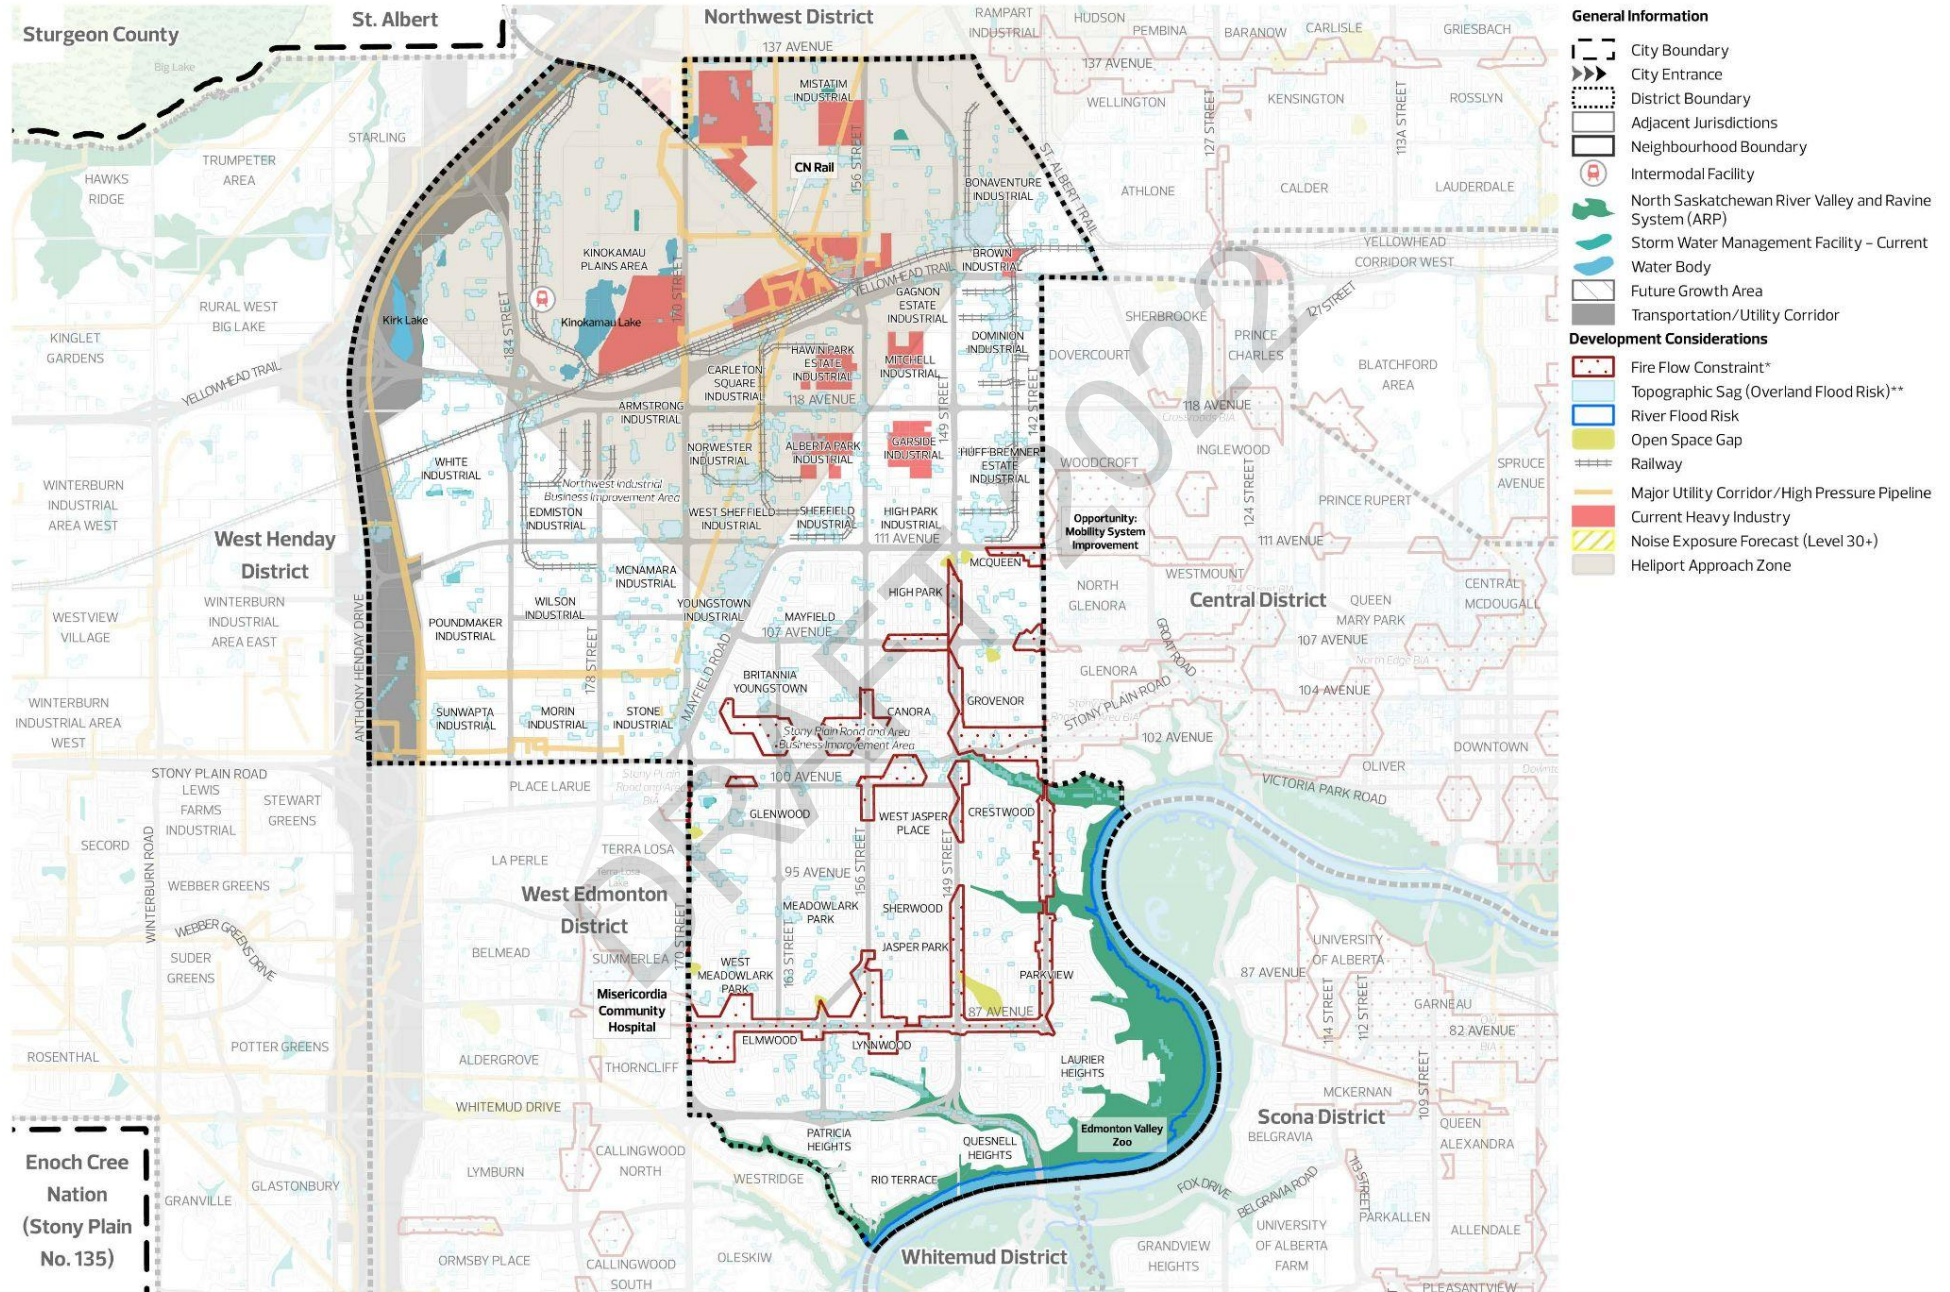 Sturgeon County
St. Albert
Northwest District
Big Lake
137 AVENUE
RAMPART
INDUSTRIAL
HUDSON
PEMBINA
BARANOW
CARLISLE
GRIESBACH
137 AVENUE
WELLINGTON
KENSINGTON
ROSSLYN
127 STREET
113A STREET
MISTATIM
INDUSTRIAL
STARLING
TRUMPETER
AREA
HAWKS
RIDGE
CN Rail
156 STREET
BONAVENTURE
INDUSTRIAL
ST. ALBERT TRAIL
ATHLONE
CALDER
LAUDERDALE
KINOKAMAU
PLAINS AREA
170 STREET
BROWN
INDUSTRIAL
YELLOWHEAD
CORRIDOR WEST
YELLOWHEAD TRAIL
RURAL WEST
BIG LAKE
Kirk Lake
184 STREET
Kinokamau Lake
GAGNON
ESTATE
INDUSTRIAL
SHERBROOKE
127 STREET
KINGLET
GARDENS
DOMINION
INDUSTRIAL
DOVERCOURT
PRINCE
CHARLES
BLATCHFORD
AREA
HAWIN PARK
ESTATE
INDUSTRIAL
MITCHELL
INDUSTRIAL
CARLETON
SQUARE
INDUSTRIAL
YELLOWHEAD TRAIL
118 AVENUE
149 STREET
142 STREET
118 AVENUE
Crossroads BIA
ARMSTRONG
INDUSTRIAL
NORWESTER
INDUSTRIAL
ALBERTA PARK
INDUSTRIAL
GARSIDE
INDUSTRIAL
HUFF BREMNER
ESTATE
INDUSTRIAL
WOODCROFT
INGLEWOOD
WHITE
INDUSTRIAL
SPRUCE
AVENUE
WINTERBURN
INDUSTRIAL
AREA WEST
Northwest Industrial
Business Improvement Area
124 STREET
PRINCE RUPERT
EDMISTON
INDUSTRIAL
WEST SHEFFIELD
INDUSTRIAL
SHEFFIELD
INDUSTRIAL
HIGH PARK
INDUSTRIAL
111 AVENUE
Opportunity:
Mobility System
Improvement
111 AVENUE
West Henday
District
MCNAMARA
INDUSTRIAL
MCQUEEN
WESTMOUNT
124 Street BIA
CENTRAL
MCDOUGALL
NORTH
GLENORA
Central District
QUEEN
MARY PARK
HIGH PARK
WINTERBURN
INDUSTRIAL
AREA EAST
WESTVIEW
VILLAGE
WILSON
INDUSTRIAL
YOUNGSTOWN
INDUSTRIAL
MAYFIELD
107 AVENUE
107 AVENUE
North Edge BIA
POUNDMAKER
INDUSTRIAL
ANTHONY HENDAY DRIVE
178 STREET
MAYFIELD ROAD
GROAT ROAD
GLENORA
104 AVENUE
BRITANNIA
YOUNGSTOWN
STONY PLAIN ROAD
WINTERBURN
INDUSTRIAL AREA
WEST
SUNWAPTA
INDUSTRIAL
MORIN
INDUSTRIAL
STONE
INDUSTRIAL
CANORA
GROVENOR
Stony Plain Road and Area
Business Improvement Area
102 AVENUE
DOWNTOWN
OLIVER
STONY PLAIN ROAD
LEWIS
FARMS
INDUSTRIAL
PLACE LARUE
Stony Plain
Road and Area
BIA
100 AVENUE
VICTORIA PARK ROAD
STEWART
GREENS
GLENWOOD
WEST JASPER
PLACE
CRESTWOOD
SECORD
WINTERBURN ROAD
LA PERLE
TERRA LOSA
Terra Losa
Lake
95 AVENUE
156 STREET
149 STREET
WEBBER GREENS
West Edmonton
District
MEADOWLARK
PARK
SHERWOOD
WEBBER GREENS DRIVE
SUDER
GREENS
BELMEAD
SUMMERLEA
170 STREET
163 STREET
JASPER PARK
UNIVERSITY
OF ALBERTA
WEST
MEADOWLARK
PARK
PARKVIEW
87 AVENUE
Misericordia
Community
Hospital
87 AVENUE
114 STREET
112 STREET
GARNEAU
Old
82 AVENUE
BIA
ROSENTHAL
POTTER GREENS
ALDERGROVE
THORNCLIFF
ELMWOOD
LYNNWOOD
LAURIER
HEIGHTS
MCKERNAN
109 STREET
WHITEMUD DRIVE
Scona District
BELGRAVIA
QUEEN
ALEXANDRA
Edmonton Valley
Zoo
PATRICIA
HEIGHTS
QUESNELL
HEIGHTS
CALLINGWOOD
NORTH
WESTRIDGE
RIO TERRACE
Enoch Cree
Nation
(Stony Plain
No. 135)
LYMBURN
GRANVILLE
GLASTONBURY
FOX DRIVE
BELGRAVIA ROAD
113 STREET
PARKALLEN
ALLENDALE
UNIVERSITY
OF ALBERTA
FARM
ORMSBY PLACE
CALLINGWOOD
SOUTH
OLESKIW
Whitemud District
GRANDVIEW
HEIGHTS
PLEASANTVIEW
DRAFT 2022
General Information
City Boundary
City Entrance
District Boundary
Adjacent Jurisdictions
Neighbourhood Boundary
Intermodal Facility
North Saskatchewan River Valley and Ravine
System (ARP)
Storm Water Management Facility - Current
Water Body
Future Growth Area
Transportation/Utility Corridor
Development Considerations
Fire Flow Constraint*
Topographic Sag (Overland Flood Risk)**
River Flood Risk
Open Space Gap
Railway
Major Utility Corridor/High Pressure Pipeline
Current Heavy Industry
Noise Exposure Forecast (Level 30+)
Heliport Approach Zone